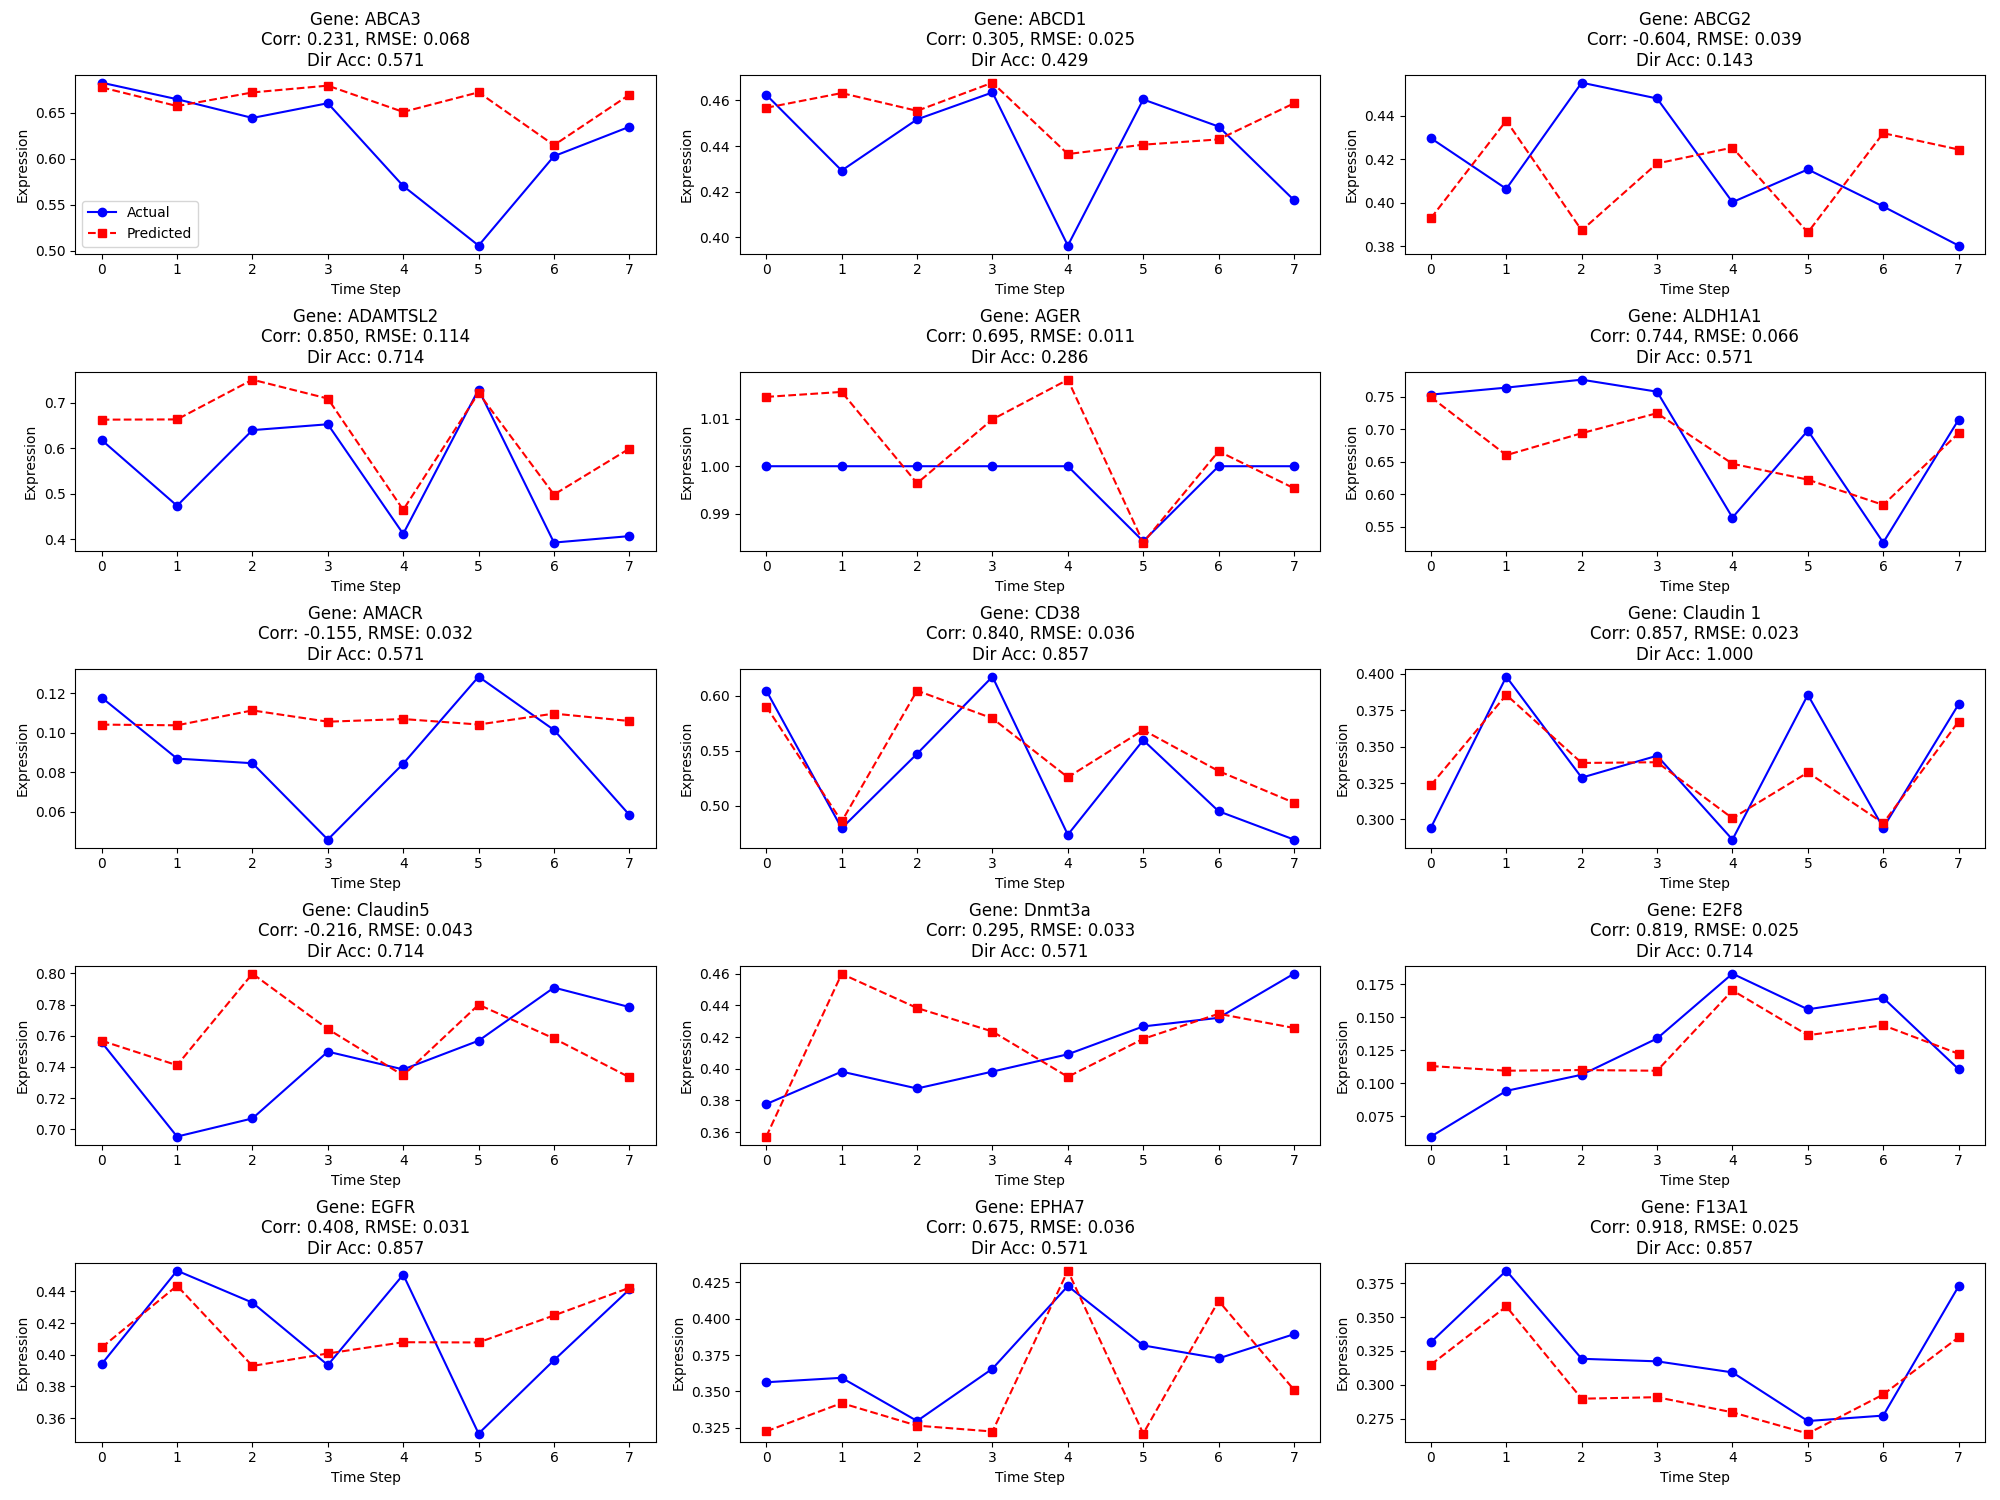 Gene: ABCA3
Corr: 0.231, RMSE: 0.068
Dir Acc: 0.571
Expression
0.65
0.60
0.55
0.50
Actual
Predicted
0 1 2 3 4 5 6 7
Time Step
Gene: ABCD1
Corr: 0.305, RMSE: 0.025
Dir Acc: 0.429
Expression
0.46
0.44
0.42
0.40
0 1 2 3 4 5 6 7
Time Step
Gene: ABCG2
Corr: -0.604, RMSE: 0.039
Dir Acc: 0.143
Expression
0.44
0.42
0.40
0.38
0 1 2 3 4 5 6 7
Time Step
Gene: ADAMTSL2
Corr: 0.850, RMSE: 0.114
Dir Acc: 0.714
Expression
0.7
0.6
0.5
0.4
0 1 2 3 4 5 6 7
Time Step
Gene: AGER
Corr: 0.695, RMSE: 0.011
Dir Acc: 0.286
Expression
1.01
1.00
0.99
0 1 2 3 4 5 6 7
Time Step
Gene: ALDH1A1
Corr: 0.744, RMSE: 0.066
Dir Acc: 0.571
Expression
0.75
0.70
0.65
0.60
0.55
0 1 2 3 4 5 6 7
Time Step
Gene: AMACR
Corr: -0.155, RMSE: 0.032
Dir Acc: 0.571
Expression
0.12
0.10
0.08
0.06
0 1 2 3 4 5 6 7
Time Step
Gene: CD38
Corr: 0.840, RMSE: 0.036
Dir Acc: 0.857
Expression
0.60
0.55
0.50
0 1 2 3 4 5 6 7
Time Step
Gene: Claudin 1
Corr: 0.857, RMSE: 0.023
Dir Acc: 1.000
Expression
0.400
0.375
0.350
0.325
0.300
0 1 2 3 4 5 6 7
Time Step
Gene: Claudin5
Corr: -0.216, RMSE: 0.043
Dir Acc: 0.714
Expression
0.80
0.78
0.76
0.74
0.72
0.70
0 1 2 3 4 5 6 7
Time Step
Gene: Dnmt3a
Corr: 0.295, RMSE: 0.033
Dir Acc: 0.571
Expression
0.46
0.44
0.42
0.40
0.38
0.36
0 1 2 3 4 5 6 7
Time Step
Gene: E2F8
Corr: 0.819, RMSE: 0.025
Dir Acc: 0.714
Expression
0.175
0.150
0.125
0.100
0.075
0 1 2 3 4 5 6 7
Time Step
Gene: EGFR
Corr: 0.408, RMSE: 0.031
Dir Acc: 0.857
Expression
0.44
0.42
0.40
0.38
0.36
0 1 2 3 4 5 6 7
Time Step
Gene: EPHA7
Corr: 0.675, RMSE: 0.036
Dir Acc: 0.571
Expression
0.425
0.400
0.375
0.350
0.325
0 1 2 3 4 5 6 7
Time Step
Gene: F13A1
Corr: 0.918, RMSE: 0.025
Dir Acc: 0.857
Expression
0.375
0.350
0.325
0.300
0.275
0 1 2 3 4 5 6 7
Time Step